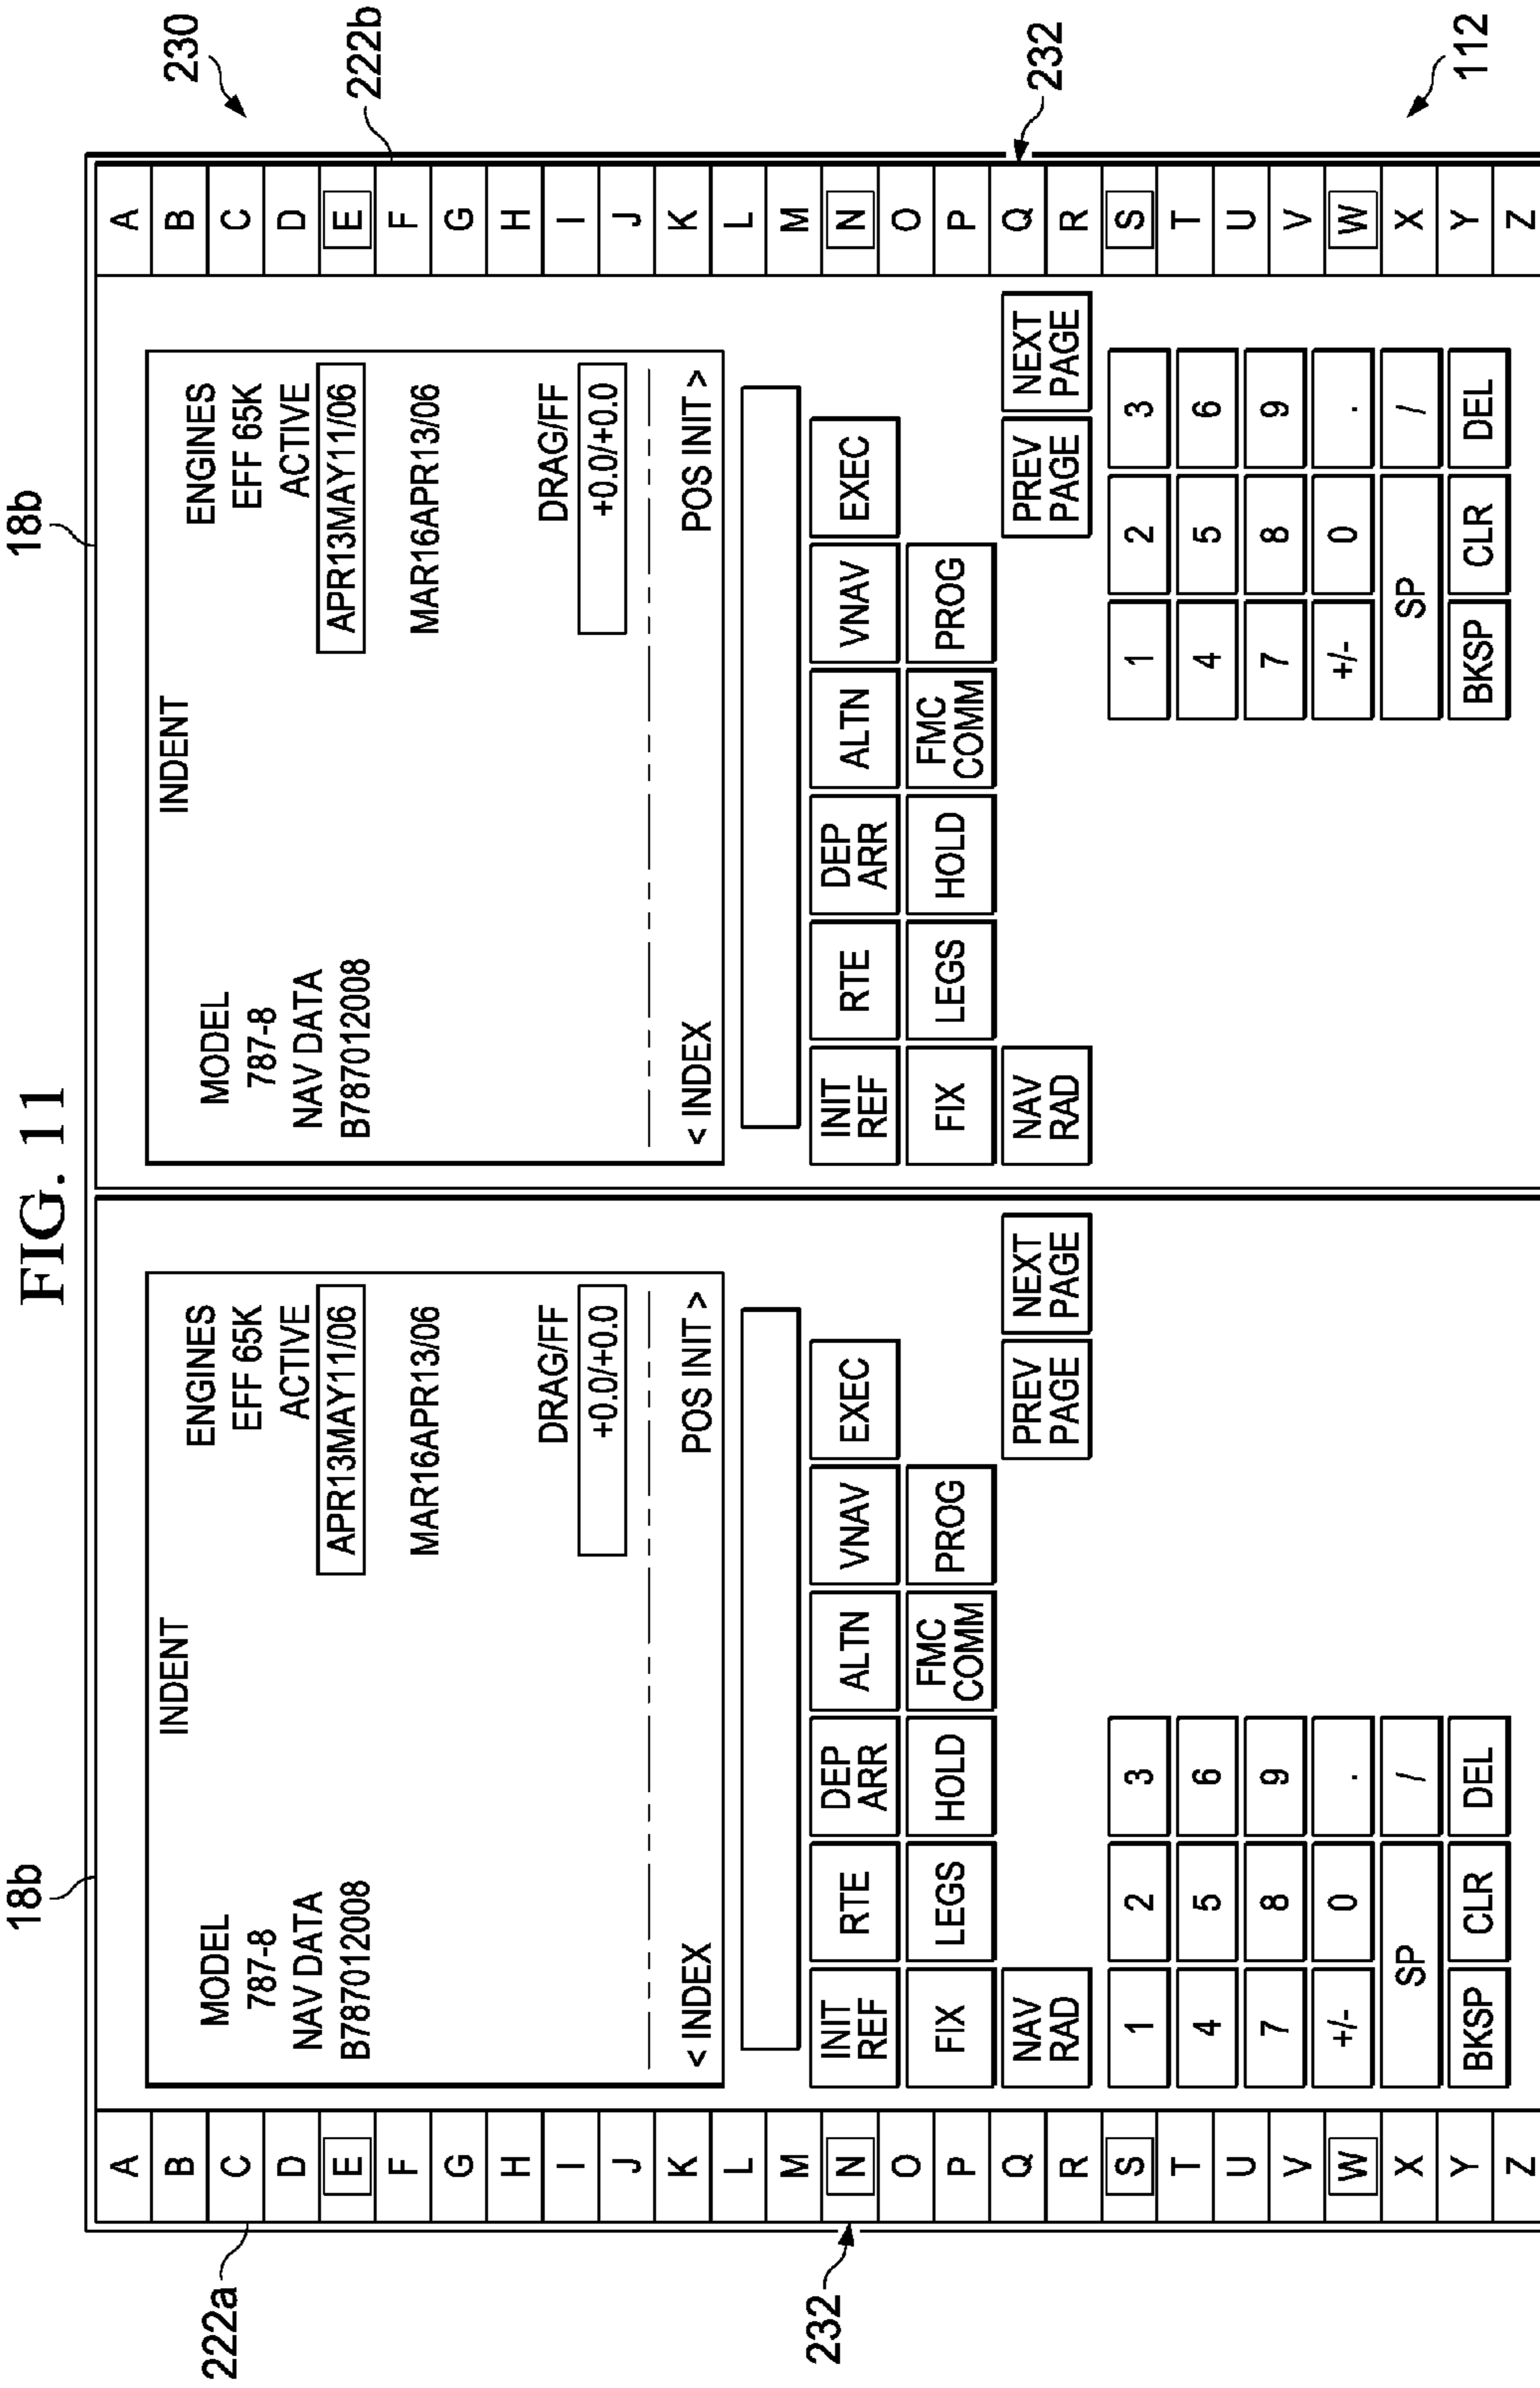 FIG. 11
18b
18b
230
222a
222b
232
232
112
A
B
C
D
E
F
G
H
I
J
K
L
M
N
O
P
Q
R
S
T
U
V
W
X
Y
Z
INDENT
MODEL
ENGINES
787-8
EFF 65K
NAV DATA
ACTIVE
B787012008
APR13MAY11/06
MAR16APR13/06
DRAG/FF
+0.0/+0.0
< INDEX
POS INIT >
INIT REF
RTE
DEP ARR
ALTN
VNAV
EXEC
FIX
LEGS
HOLD
FMC COMM
PROG
NAV RAD
PREV PAGE
NEXT PAGE
1 2 3
4 5 6
7 8 9
+/- 0 .
SP /
BKSP CLR DEL
INDENT
MODEL
ENGINES
787-8
EFF 65K
NAV DATA
ACTIVE
B787012008
APR13MAY11/06
MAR16APR13/06
DRAG/FF
+0.0/+0.0
< INDEX
POS INIT >
INIT REF
RTE
DEP ARR
ALTN
VNAV
EXEC
FIX
LEGS
HOLD
FMC COMM
PROG
NAV RAD
PREV PAGE
NEXT PAGE
1 2 3
4 5 6
7 8 9
+/- 0 .
SP /
BKSP CLR DEL
A
B
C
D
E
F
G
H
I
J
K
L
M
N
O
P
Q
R
S
T
U
V
W
X
Y
Z